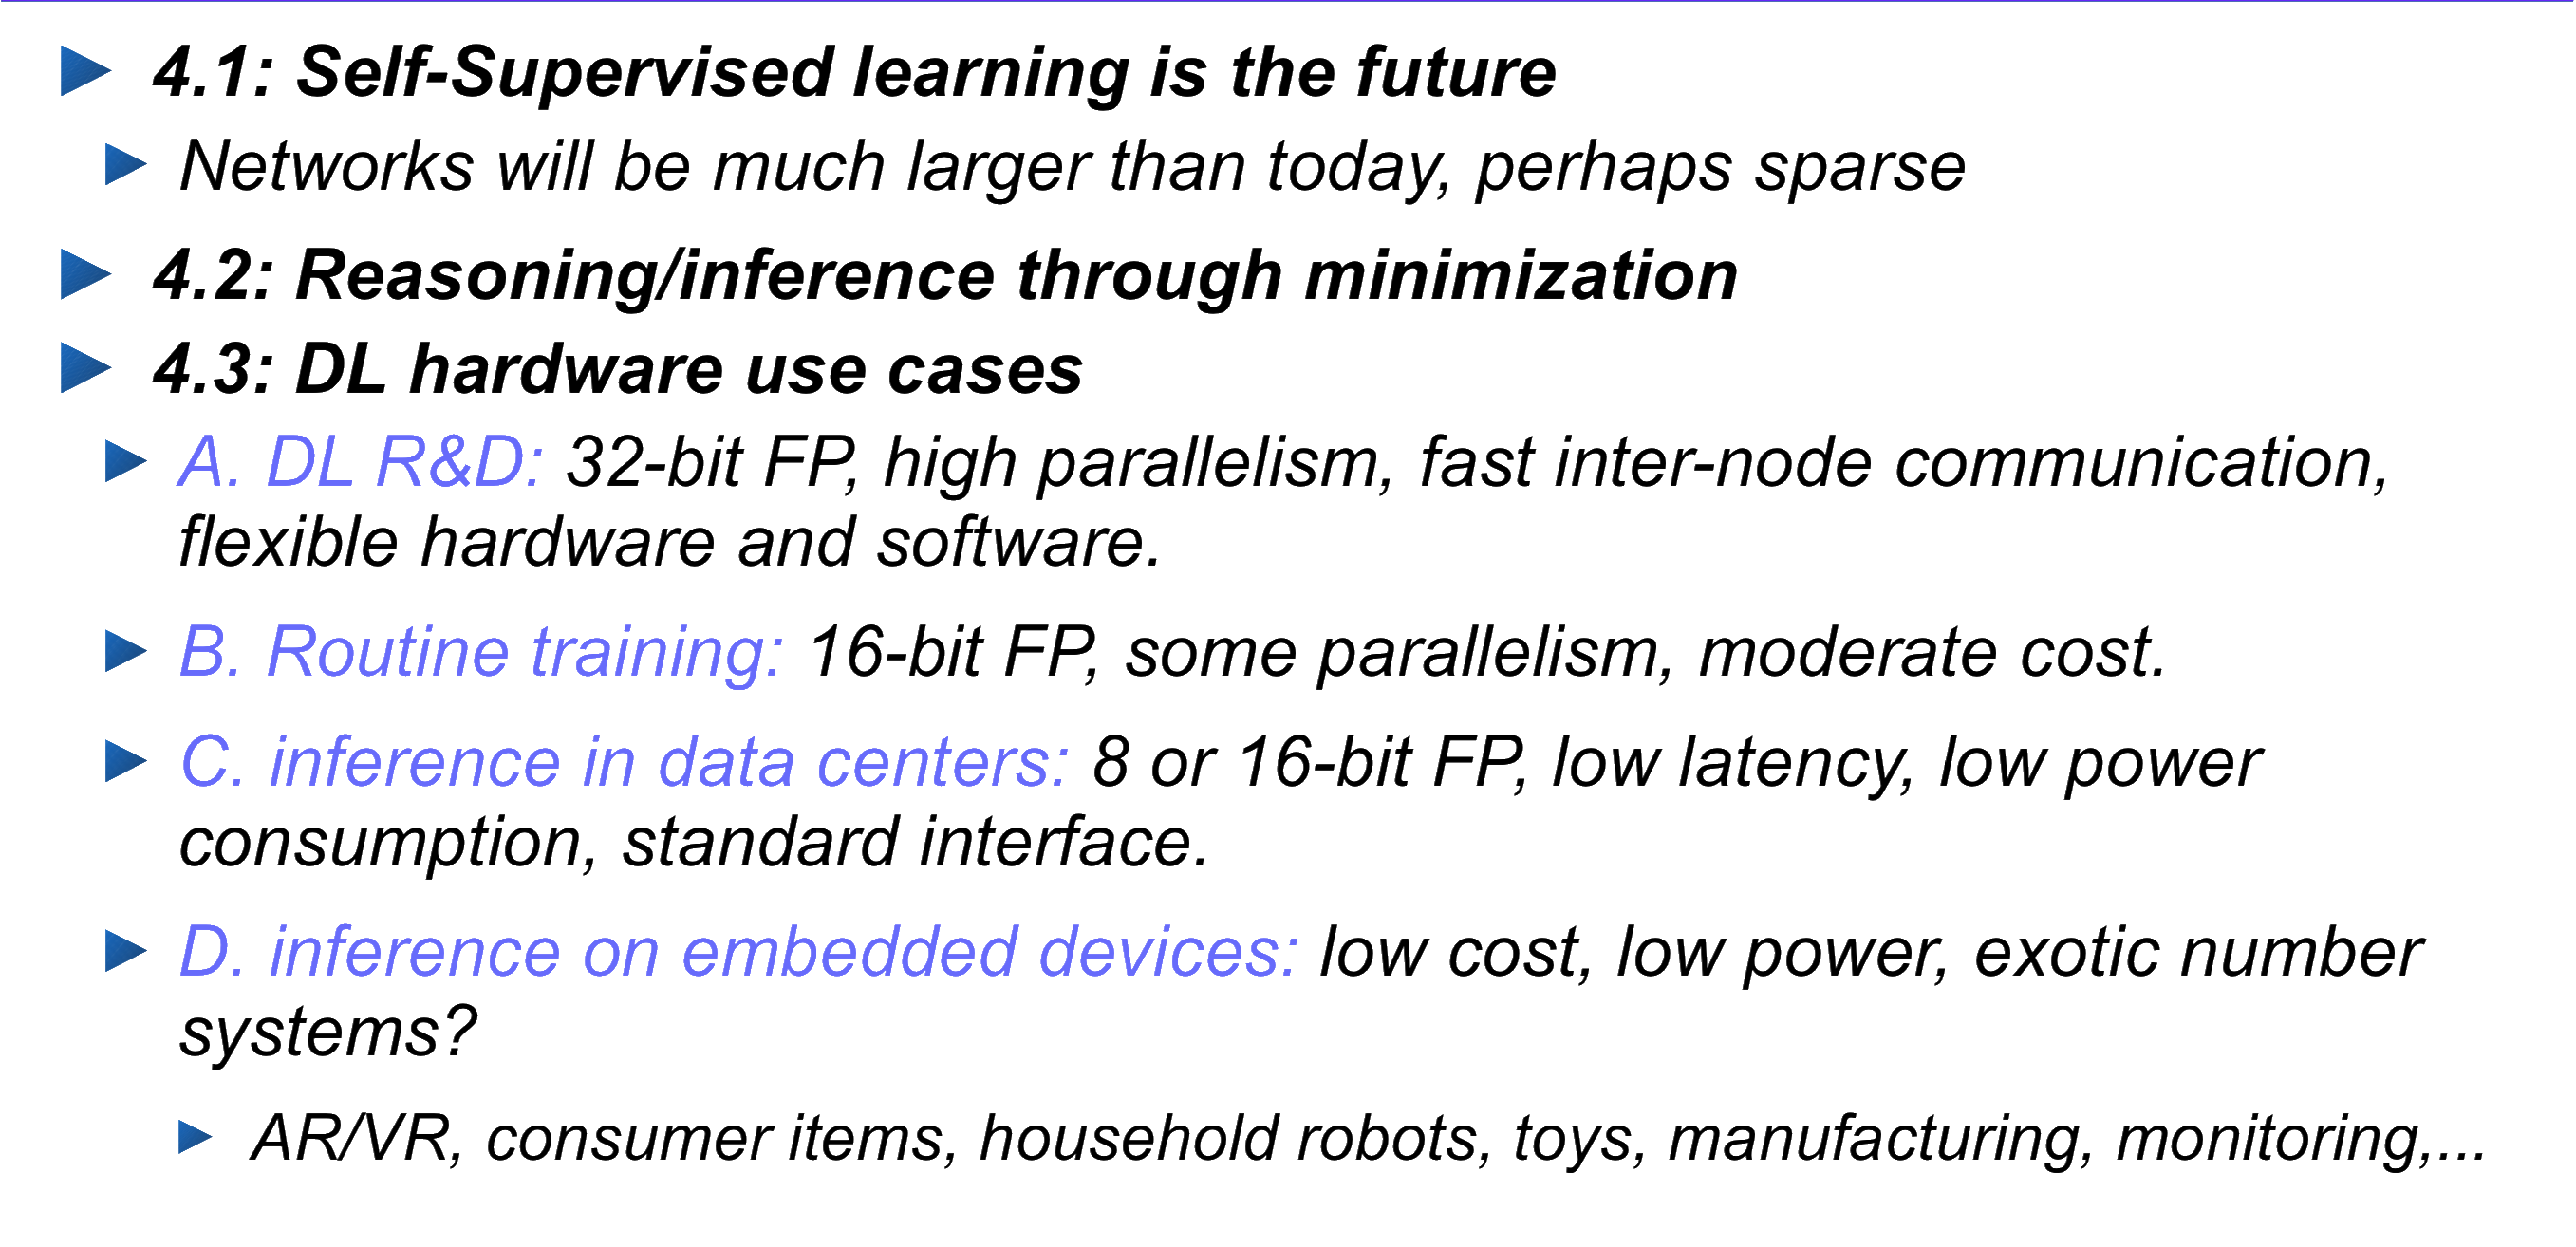 4.1: Self-Supervised learning is the future
Networks will be much larger than today, perhaps sparse
4.2: Reasoning/inference through minimization
4.3: DL hardware use cases
A. DL R&D: 32-bit FP, high parallelism, fast inter-node communication,
flexible hardware and software.
B. Routine training: 16-bit FP, some parallelism, moderate cost.
C. inference in data centers: 8 or 16-bit FP, low latency, low power
consumption, standard interface.
D. inference on embedded devices: low cost, low power, exotic number
systems?
AR/VR, consumer items, household robots, toys, manufacturing, monitoring,...